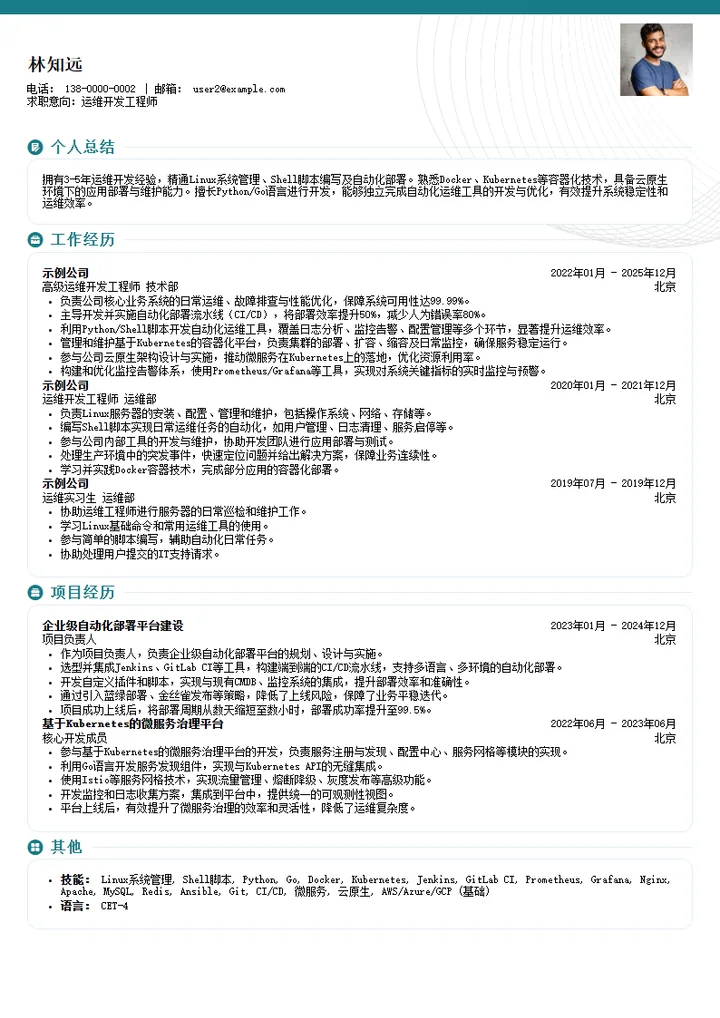 林知远
电话: 138-0000-0002 | 邮箱: user2@example.com
求职意向: 运维开发工程师
个人总结
拥有3-5年运维开发经验, 精通Linux系统管理、Shell脚本编写及自动化部署。熟悉Docker、Kubernetes等容器化技术, 具备云原生
环境下的应用部署与维护能力。擅长Python/Go语言进行开发, 能够独立完成自动化运维工具的开发与优化, 有效提升系统稳定性和
运维效率。
工作经历
示例公司 2022年01月 - 2025年12月
高级运维开发工程师 技术部 北京
• 负责公司核心业务系统的日常运维、故障排查与性能优化, 保障系统可用性达99.99%。
• 主导开发并实施自动化部署流水线 (CI/CD), 将部署效率提升50%, 减少人为错误率80%。
• 利用Python/Shell脚本开发自动化运维工具, 覆盖日志分析、监控告警、配置管理等多个环节, 显著提升运维效率。
• 管理和维护基于Kubernetes的容器化平台, 负责集群的部署、扩容、缩容及日常监控, 确保服务稳定运行。
• 参与公司云原生架构设计与实施, 推动微服务在Kubernetes上的落地, 优化资源利用率。
• 构建和优化监控告警体系, 使用Prometheus/Grafana等工具, 实现对系统关键指标的实时监控与预警。
示例公司 2020年01月 - 2021年12月
运维开发工程师 运维部 北京
• 负责Linux服务器的安装、配置、管理和维护, 包括操作系统、网络、存储等。
• 编写Shell脚本实现日常运维任务的自动化, 如用户管理、日志清理、服务启停等。
• 参与公司内部工具的开发与维护, 协助开发团队进行应用部署与测试。
• 处理生产环境中的突发事件, 快速定位问题并给出解决方案, 保障业务连续性。
• 学习并实践Docker容器技术, 完成部分应用的容器化部署。
示例公司 2019年07月 - 2019年12月
运维实习生 运维部 北京
• 协助运维工程师进行服务器的日常巡检和维护工作。
• 学习Linux基础命令和常用运维工具的使用。
• 参与简单的脚本编写, 辅助自动化日常任务。
• 协助处理用户提交的IT支持请求。
项目经历
企业级自动化部署平台建设 2023年01月 - 2024年12月
项目负责人 北京
• 作为项目负责人, 负责企业级自动化部署平台的规划、设计与实施。
• 选型并集成Jenkins、GitLab CI等工具, 构建端到端的CI/CD流水线, 支持多语言、多环境的自动化部署。
• 开发自定义插件和脚本, 实现与现有CMDB、监控系统的集成, 提升部署效率和准确性。
• 通过引入蓝绿部署、金丝雀发布等策略, 降低了上线风险, 保障了业务平稳迭代。
• 项目成功上线后, 将部署周期从数天缩短至数小时, 部署成功率提升至99.5%。
基于Kubernetes的微服务治理平台 2022年06月 - 2023年06月
核心开发成员 北京
• 参与基于Kubernetes的微服务治理平台的开发, 负责服务注册与发现、配置中心、服务网格等模块的实现。
• 利用Go语言开发服务发现组件, 实现与Kubernetes API的无缝集成。
• 使用Istio等服务网格技术, 实现流量管理、熔断降级、灰度发布等高级功能。
• 开发监控和日志收集方案, 集成到平台中, 提供统一的可观测性视图。
• 平台上线后, 有效提升了微服务治理的效率和灵活性, 降低了运维复杂度。
其他
• 技能: Linux系统管理, Shell脚本, Python, Go, Docker, Kubernetes, Jenkins, GitLab CI, Prometheus, Grafana, Nginx,
Apache, MySQL, Redis, Ansible, Git, CI/CD, 微服务, 云原生, AWS/Azure/GCP (基础)
• 语言: CET-4